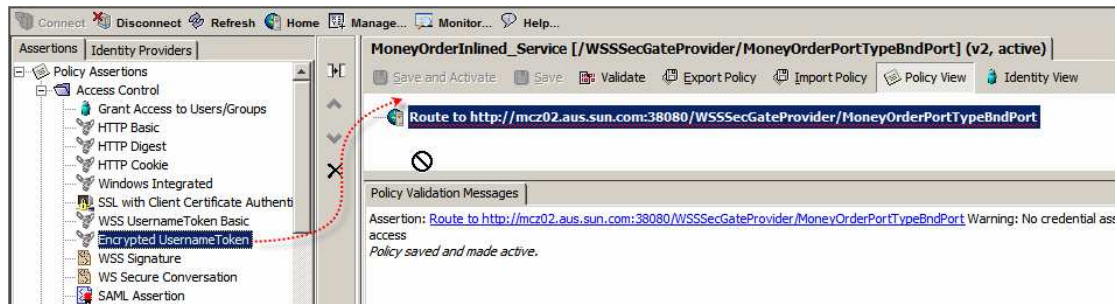 Connect Disconnect Refresh Home Manage... Monitor... Help...
Assertions Identity Providers
Policy Assertions
Access Control
Grant Access to Users/Groups
HTTP Basic
HTTP Digest
HTTP Cookie
Windows Integrated
SSL with Client Certificate Authenti
WSS UsernameToken Basic
Encrypted UsernameToken
WSS Signature
WS Secure Conversation
SAML Assertion
MoneyOrderInlined_Service [/WSSSecGateProvider/MoneyOrderPortTypeBndPort] (v2, active)
Save and Activate Save Validate Export Policy Import Policy Policy View Identity View
Route to http://mcz02.aus.sun.com:38080/WSSSecGateProvider/MoneyOrderPortTypeBndPort
Policy Validation Messages
Assertion: Route to http://mcz02.aus.sun.com:38080/WSSSecGateProvider/MoneyOrderPortTypeBndPort Warning: No credential ass
access
Policy saved and made active.